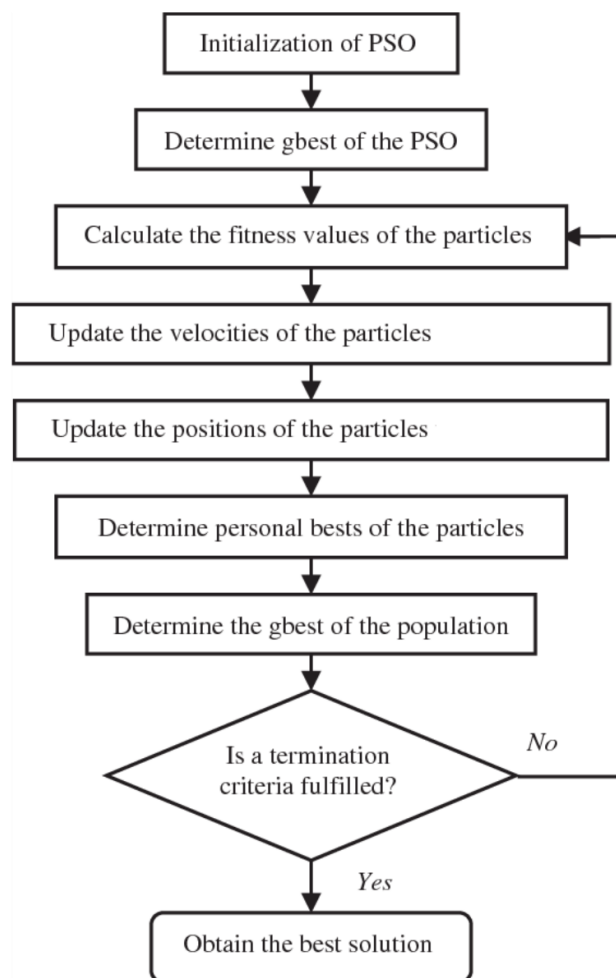 Initialization of PSO
Determine gbest of the PSO
Calculate the fitness values of the particles
Update the velocities of the particles
Update the positions of the particles
Determine personal bests of the particles
Determine the gbest of the population
Is a termination
criteria fulfilled?
No
Yes
Obtain the best solution